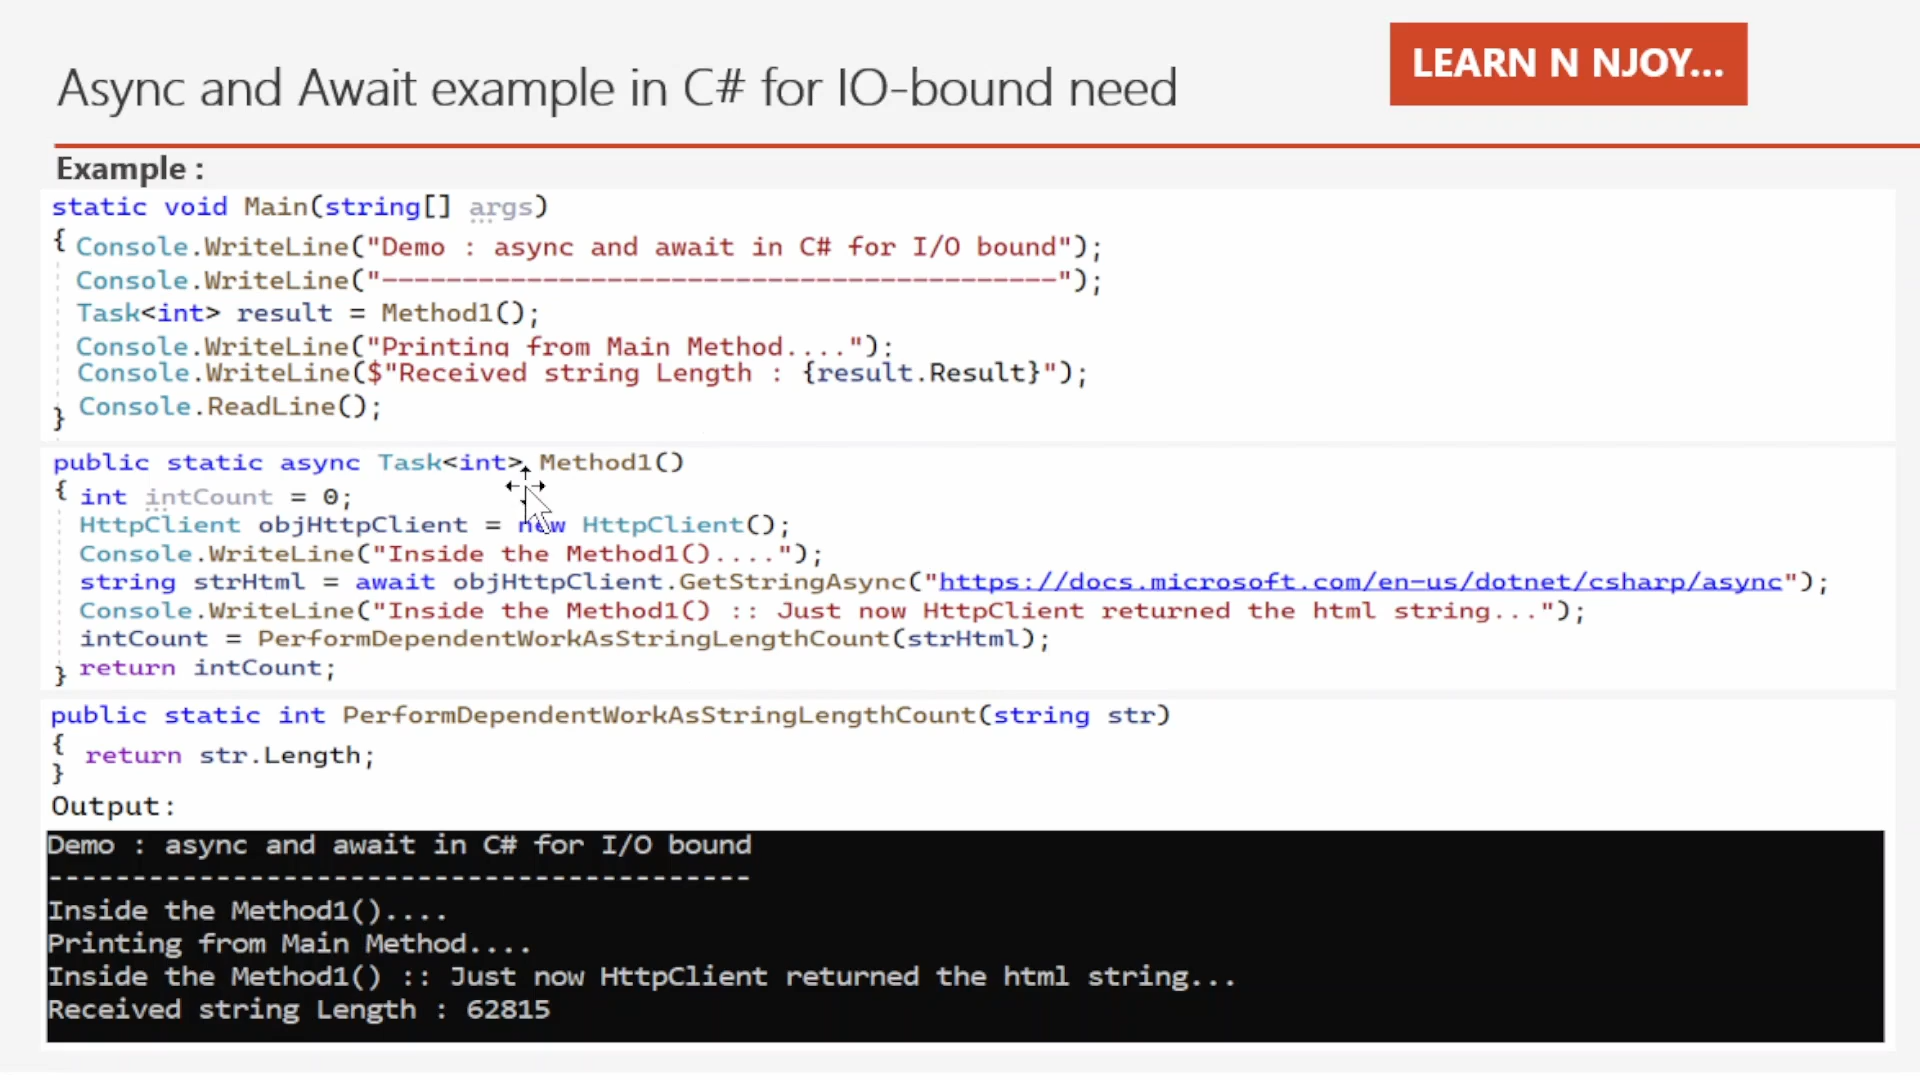 LEARN N NJOY...
Async and Await example in C# for IO-bound need
Example :
static void Main(string[] args)
{ Console.WriteLine("Demo : async and await in C# for I/O bound");
Console.WriteLine("------------------------------------------");
Task<int> result = Method1();
Console.WriteLine("Printing from Main Method....");
Console.WriteLine($"Received string Length : {result.Result}");
} Console.ReadLine();
public static async Task<int> Method1()
{ int intCount = 0;
HttpClient objHttpClient = new HttpClient();
Console.WriteLine("Inside the Method1()....");
string strHtml = await objHttpClient.GetStringAsync("https://docs.microsoft.com/en-us/dotnet/csharp/async");
Console.WriteLine("Inside the Method1() :: Just now HttpClient returned the html string...");
intCount = PerformDependentWorkAsStringLengthCount(strHtml);
} return intCount;
public static int PerformDependentWorkAsStringLengthCount(string str)
{
return str.Length;
}
Output:
Demo : async and await in C# for I/O bound
------------------------------------------
Inside the Method1()....
Printing from Main Method....
Inside the Method1() :: Just now HttpClient returned the html string...
Received string Length : 62815